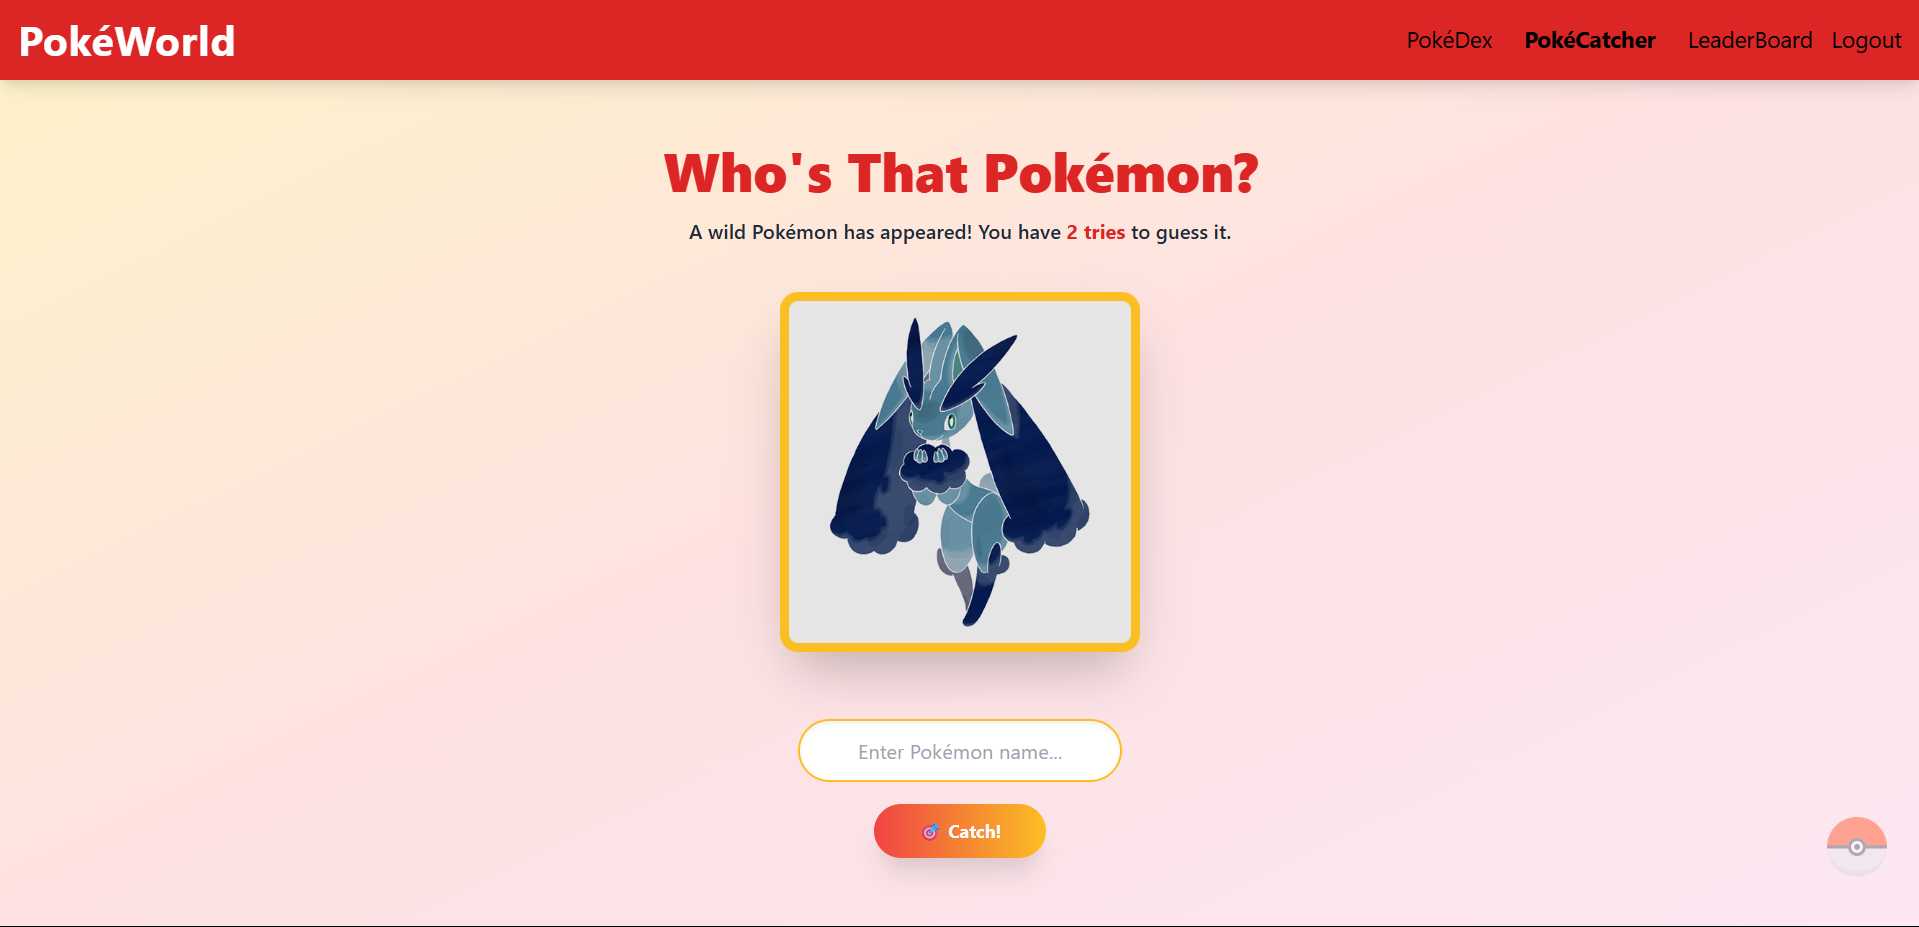 PokéWorld
PokéDex PokéCatcher LeaderBoard Logout
Who's That Pokémon?
A wild Pokémon has appeared! You have 2 tries to guess it.
Enter Pokémon name...
🎯 Catch!